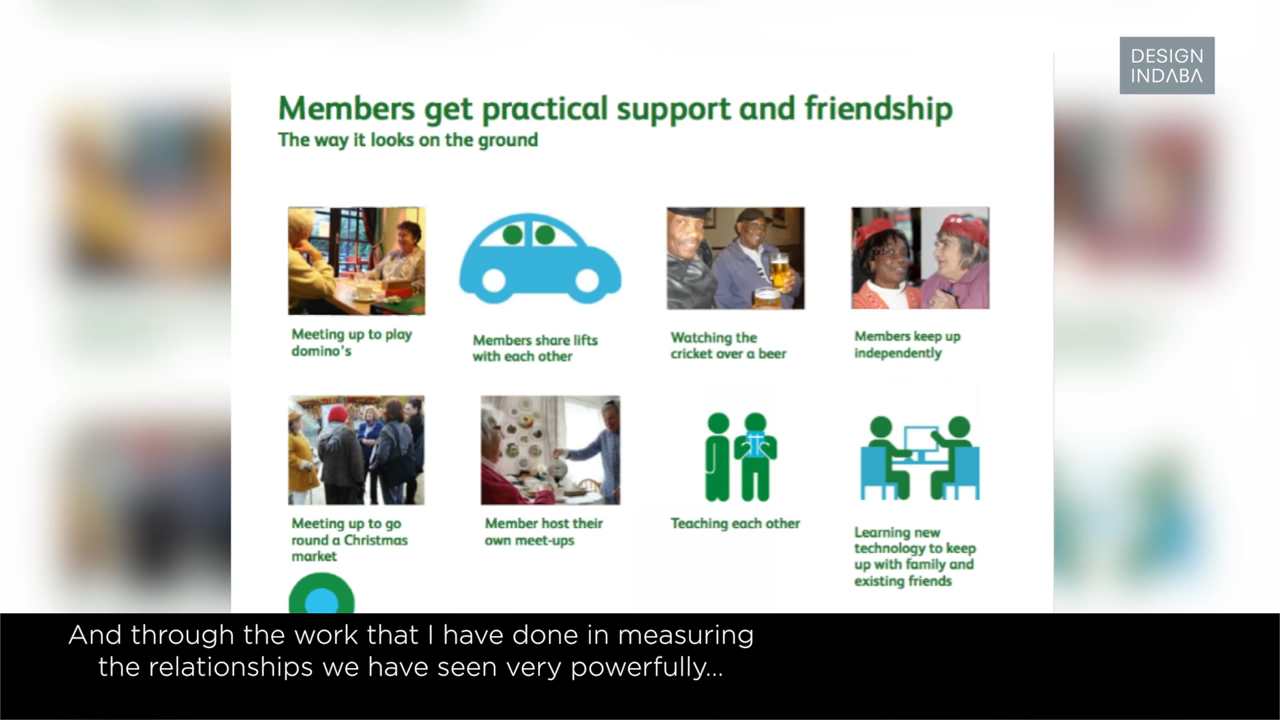 DESIGN
INDABA
Members get practical support and friendship
The way it looks on the ground
Meeting up to play
domino's
Members share lifts
with each other
Watching the
cricket over a beer
Members keep up
independently
Meeting up to go
round a Christmas
market
Member host their
own meet-ups
Teaching each other
Learning new
technology to keep
up with family and
existing friends
And through the work that I have done in measuring
the relationships we have seen very powerfully...